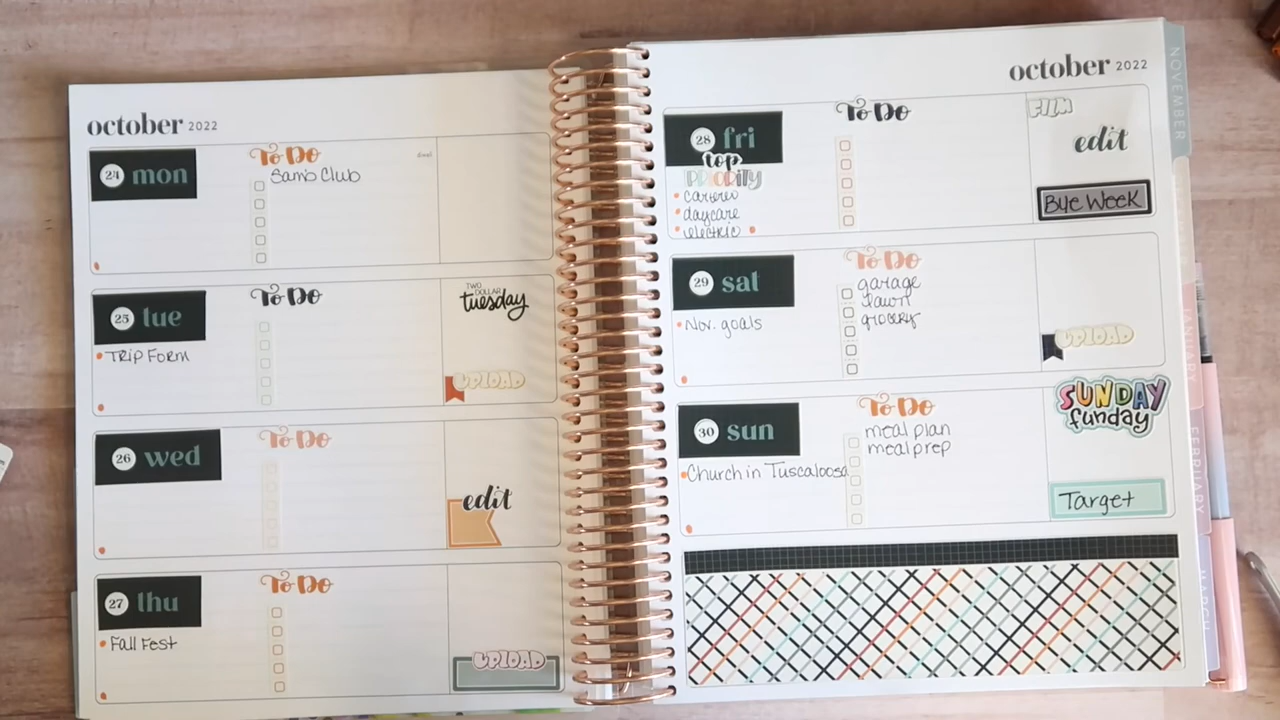 october 2022
24 mon
To Do
Sam's Club
25 tue
TRIP FORM
To Do
TWO DOLLAR
tuesday
UPLOAD
26 wed
To Do
edit
27 thu
Fall Fest
To Do
UPLOAD
october 2022
28 fri
top
PRIORITY
daycare
electric
To Do
FILM
edit
Bye Week
29 sat
Nov. goals
To Do
garage
lawn
grocery
UPLOAD
30 sun
Church in Tuscaloosa
To Do
meal plan
meal prep
SUNDAY
funday
Target
NOVEMBER
JANUARY
FEBRUARY
MARCH